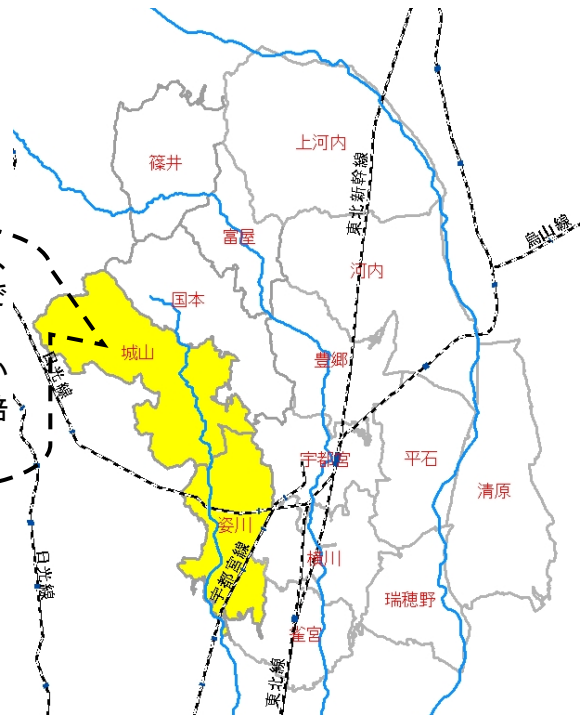 上河内
篠井
東北新幹線
富屋
烏山線
河内
国本
城山
豊郷
日光線
宇都宮
平石
清原
姿川
横川
日光線
宇都宮線
瑞穂野
雀宮
東北線